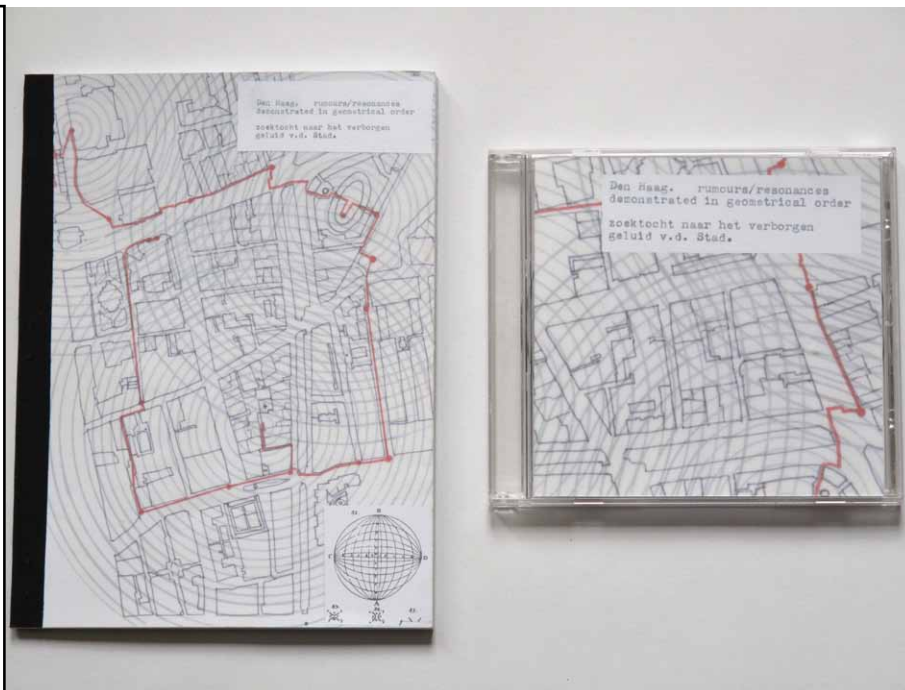 Den Haag.   rumours/resonances
demonstrated in geometrical order
zoektocht naar het verborgen
geluid v.d. Stad.
B
C
D
A
Den Haag.   rumours/resonances
demonstrated in geometrical order
zoektocht naar het verborgen
geluid v.d. Stad.